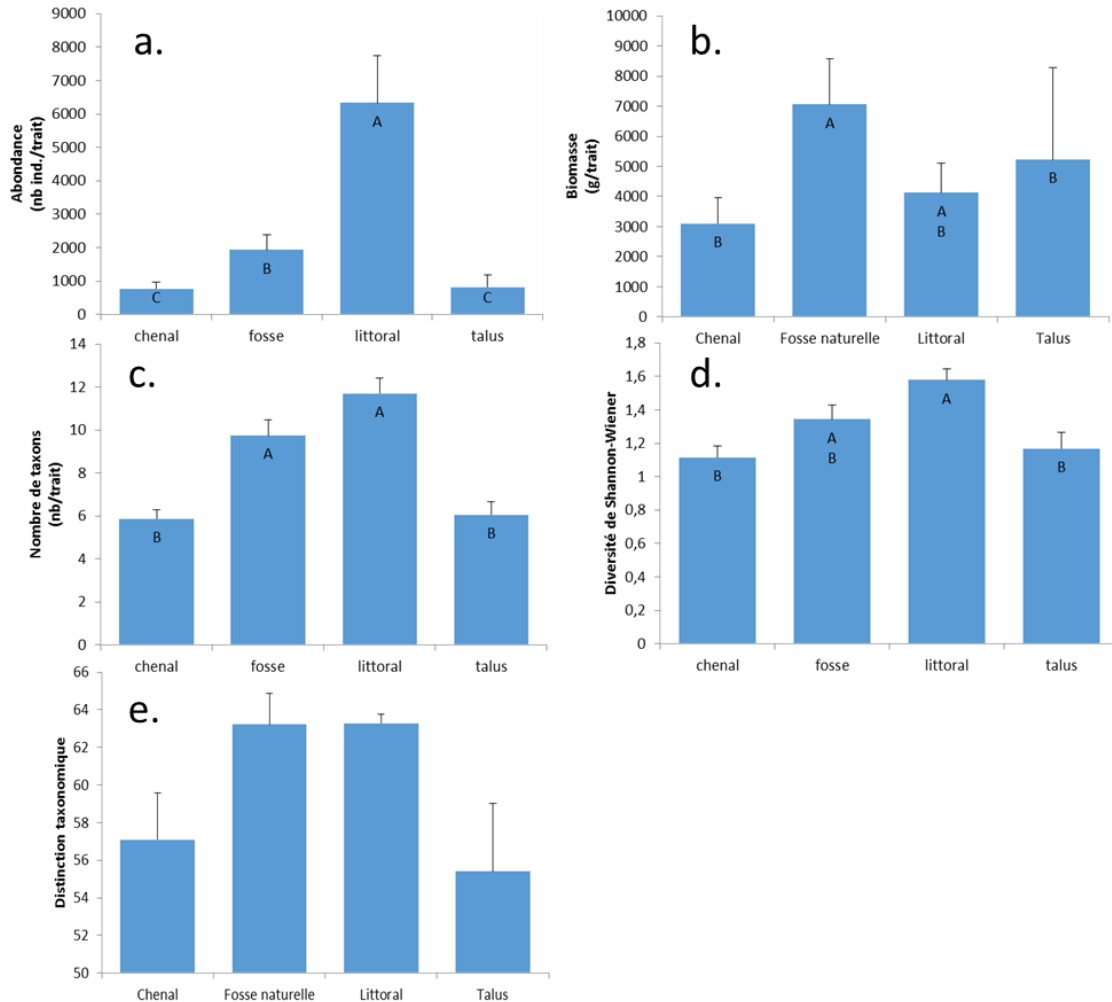 a.
Abondance
(nb ind./trait)
9000
8000
7000
6000
5000
4000
3000
2000
1000
0
C
B
A
C
chenal fosse littoral talus
b.
Biomasse
(g/trait)
10000
9000
8000
7000
6000
5000
4000
3000
2000
1000
0
B
A
A
B
B
Chenal Fosse naturelle Littoral Talus
c.
Nombre de taxons
(nb/trait)
14
12
10
8
6
4
2
0
B
A
A
B
chenal fosse littoral talus
d.
Diversité de Shannon-Wiener
1,8
1,6
1,4
1,2
1
0,8
0,6
0,4
0,2
0
B
A
B
A
B
chenal fosse littoral talus
e.
Distinction taxonomique
66
64
62
60
58
56
54
52
50
Chenal Fosse naturelle Littoral Talus